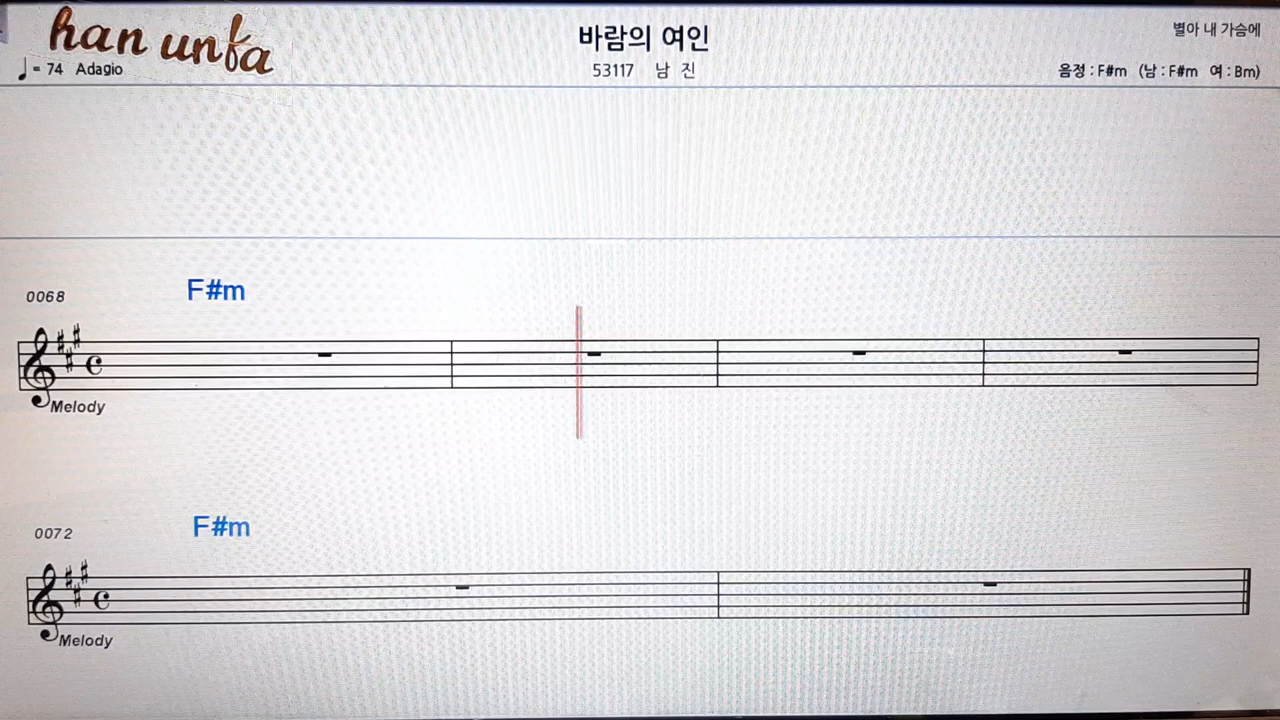 han unfa
바람의 여인
별아 내 가슴에
♩= 74 Adagio
53117 남 진
음정 : F#m (남 : F#m 여 : Bm)
0068
F#m
Melody
0072
F#m
Melody